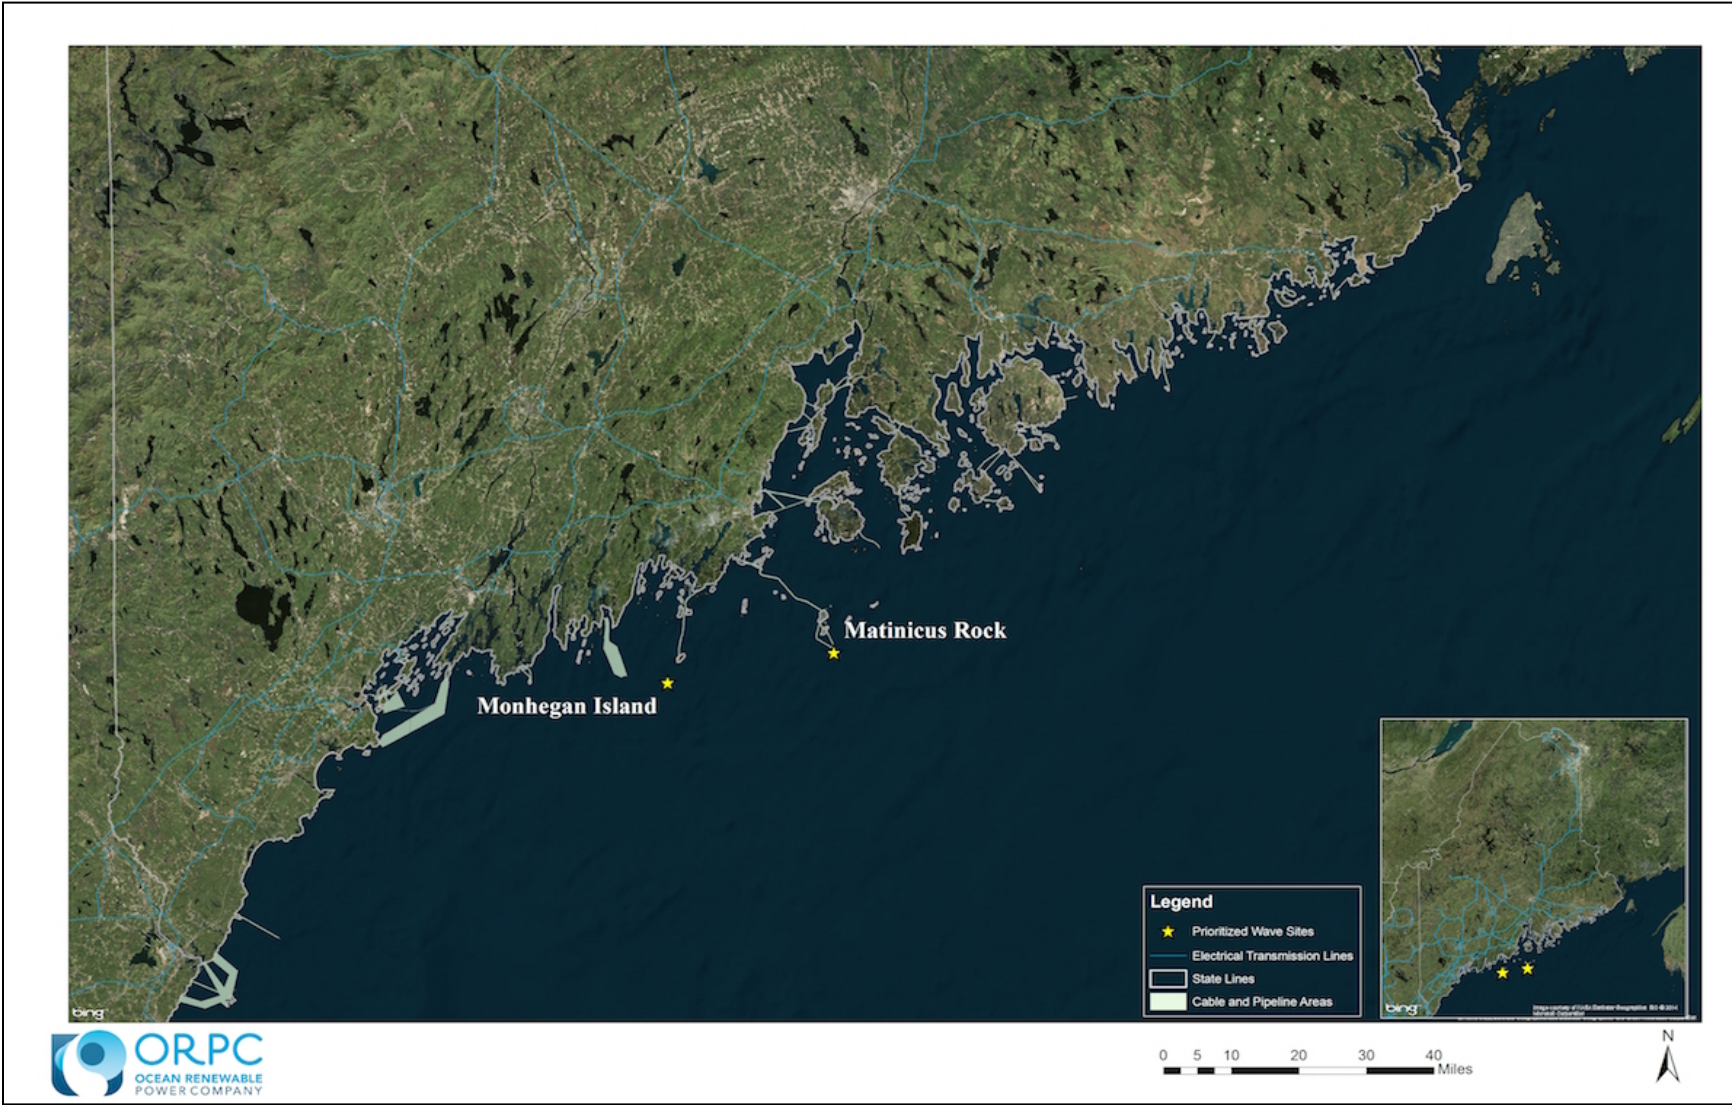 Matinicus Rock
Monhegan Island
Legend
Prioritized Wave Sites
Electrical Transmission Lines
State Lines
Cable and Pipeline Areas
bing
bing
ORPC
OCEAN RENEWABLE
POWER COMPANY
0 5 10 20 30 40
Miles
N